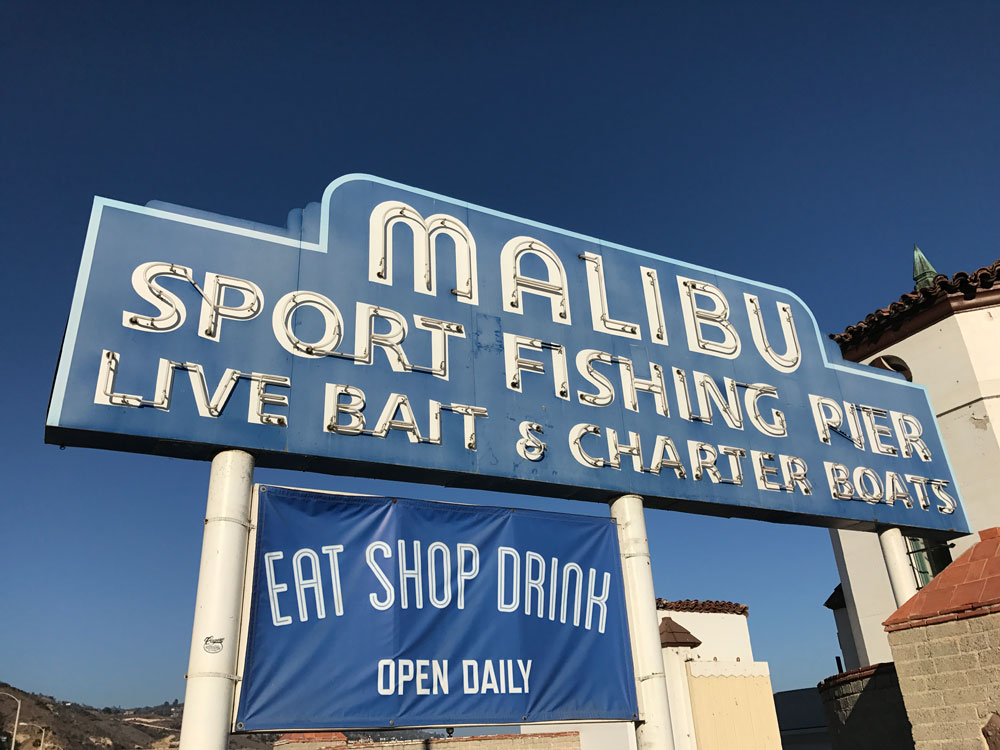 MALIBU
SPORT FISHING PIER
LIVE BAIT & CHARTER BOATS
EAT SHOP DRINK
OPEN DAILY